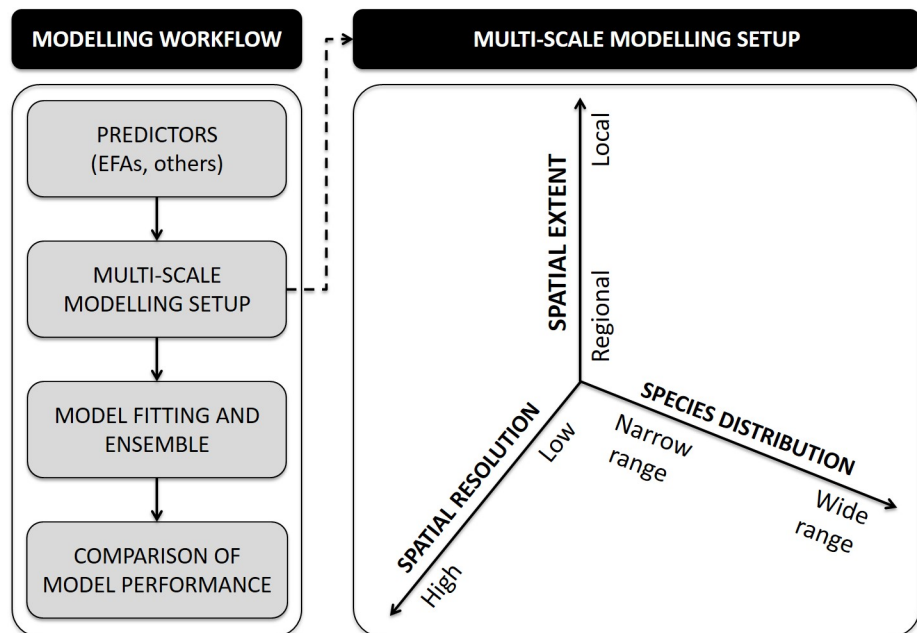 MODELLING WORKFLOW
PREDICTORS
(EFAs, others)
MULTI-SCALE
MODELLING SETUP
MODEL FITTING AND
ENSEMBLE
COMPARISON OF
MODEL PERFORMANCE
MULTI-SCALE MODELLING SETUP
SPATIAL EXTENT
Local
Regional
SPATIAL RESOLUTION
Low
High
SPECIES DISTRIBUTION
Narrow
range
Wide
range